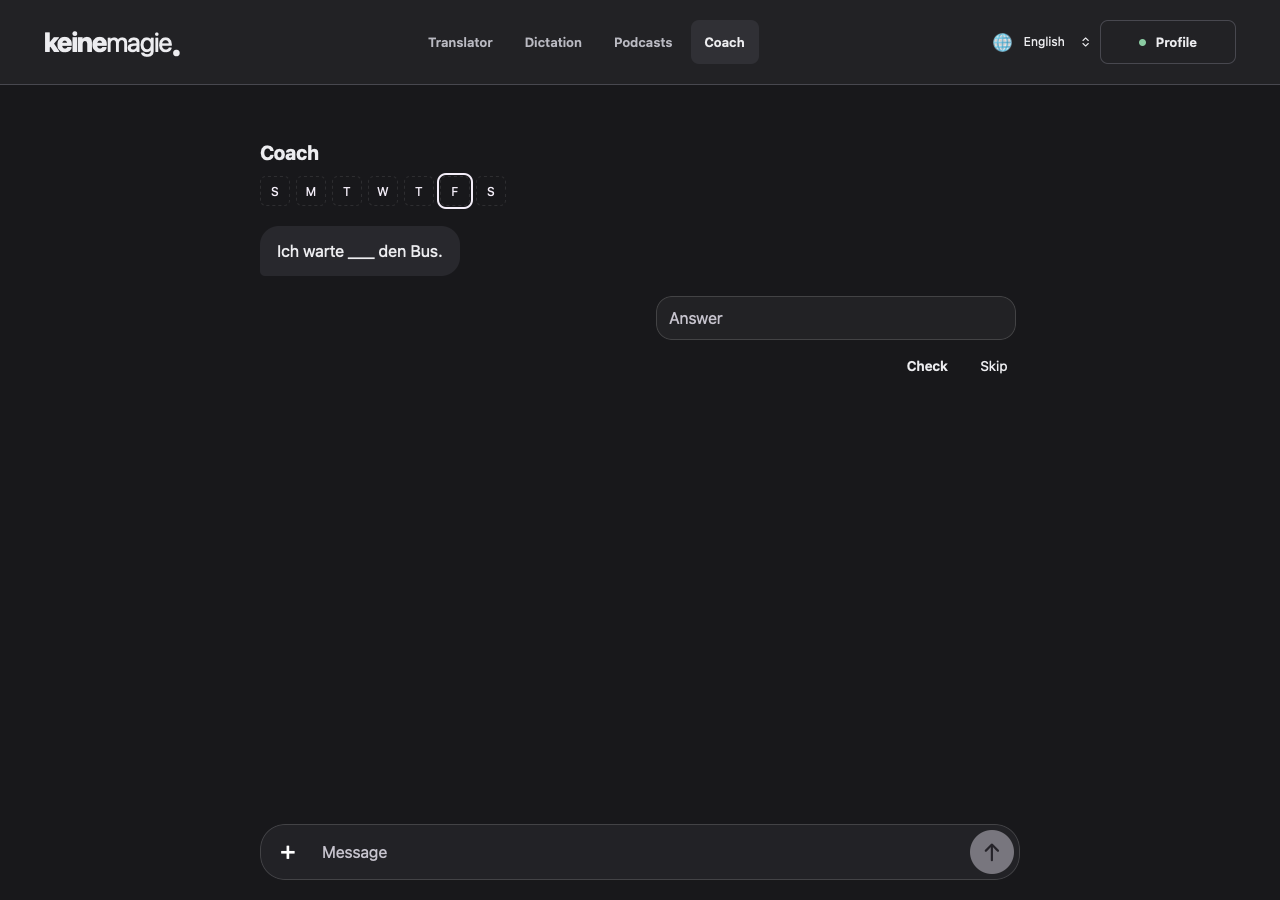 keinemagie.
Translator Dictation Podcasts Coach
English
Profile
Coach
S M T W T F S
Ich warte ___ den Bus.
Answer
Check Skip
Message